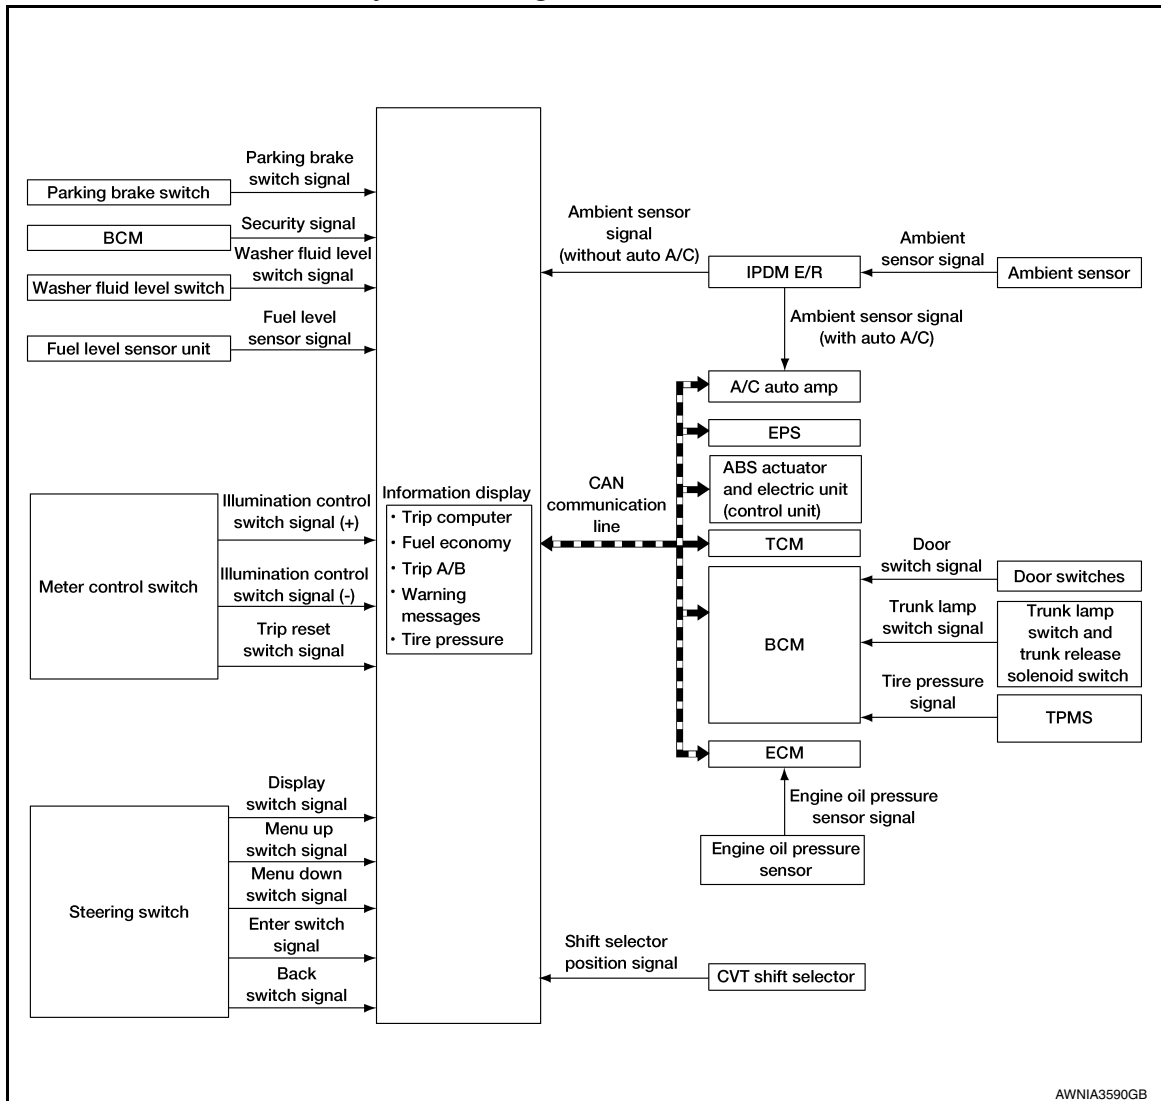 Parking brake
switch signal
Parking brake switch
Security signal
BCM
Washer fluid level
switch signal
Washer fluid level switch
Fuel level
sensor signal
Fuel level sensor unit
Illumination control
switch signal (+)
Meter control switch
Illumination control
switch signal (-)
Trip reset
switch signal
Display
switch signal
Menu up
switch signal
Menu down
switch signal
Steering switch
Enter switch
signal
Back
switch signal
Information display
· Trip computer
· Fuel economy
· Trip A/B
· Warning
messages
· Tire pressure
Ambient sensor
signal
(without auto A/C)
IPDM E/R
Ambient
sensor signal
Ambient sensor
Ambient sensor signal
(with auto A/C)
A/C auto amp
EPS
CAN
communication
line
ABS actuator
and electric unit
(control unit)
TCM
Door
switch signal
Door switches
BCM
Trunk lamp
switch signal
Trunk lamp
switch and
trunk release
solenoid switch
Tire pressure
signal
TPMS
ECM
Engine oil pressure
sensor signal
Engine oil pressure
sensor
Shift selector
position signal
CVT shift selector
AWNIA3590GB